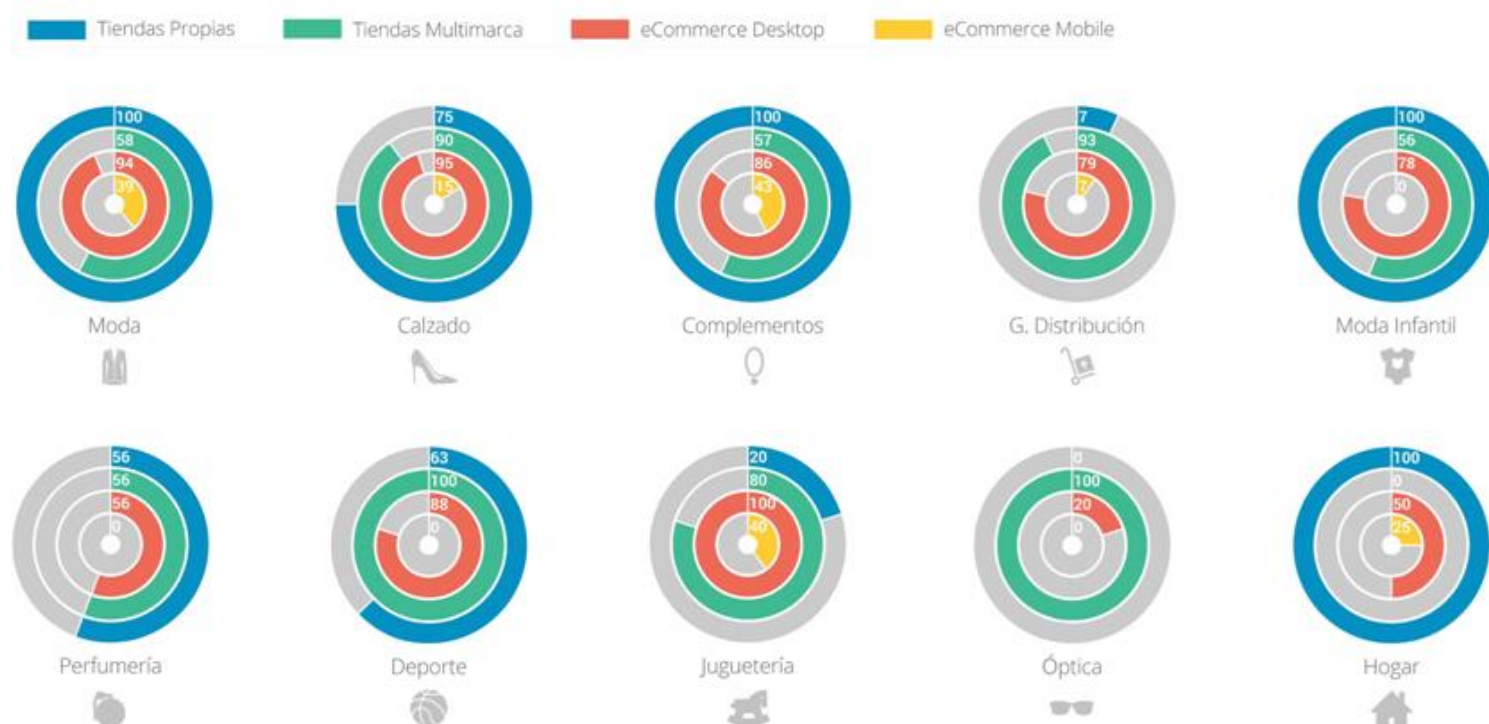 Tiendas Propias Tiendas Multimarca eCommerce Desktop eCommerce Mobile
100 75 100 7 100
58 90 57 93 56
94 95 86 79 78
39 15 43 7 0
Moda Calzado Complementos G. Distribución Moda Infantil
56 63 20 0 100
56 100 80 100 0
56 88 100 20 50
0 0 40 0 25
Perfumería Deporte Juguetería Óptica Hogar